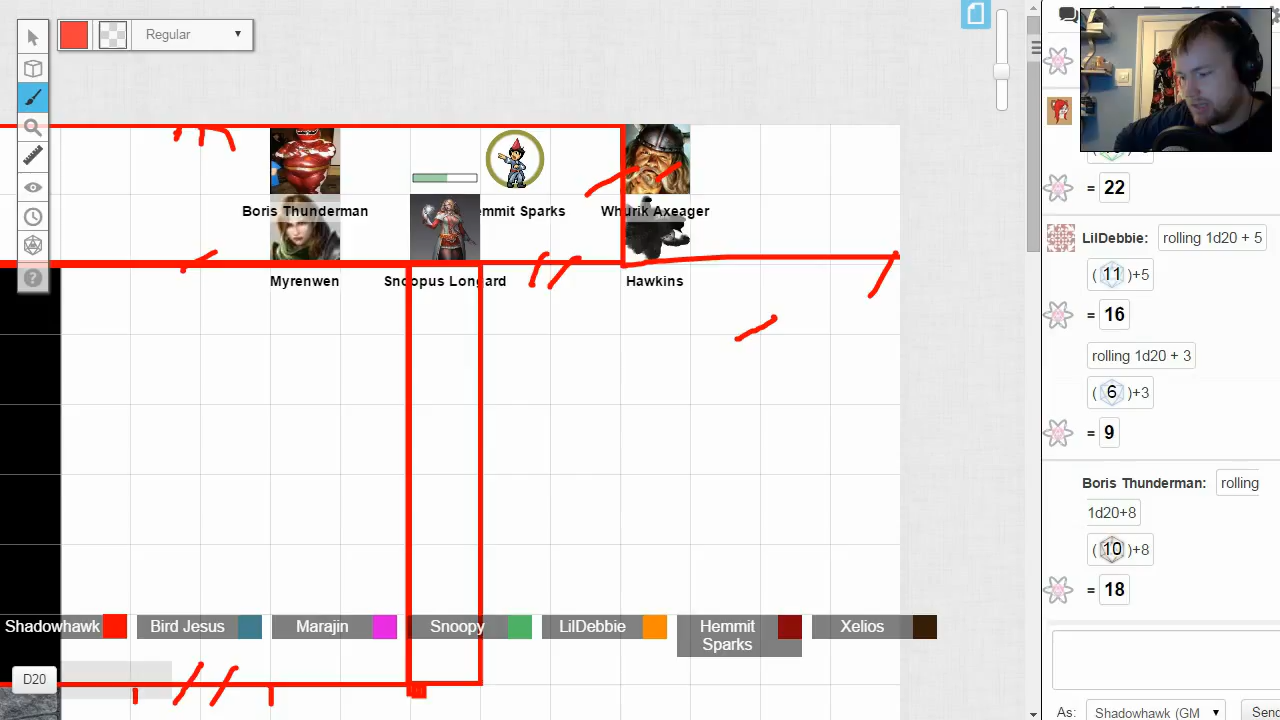 Regular
= 22
Boris Thunderman
emmit Sparks
Whurik Axeager
LilDebbie: rolling 1d20 + 5
(11)+5
Myrenwen
Snoopus Longard
Hawkins
= 16
rolling 1d20 + 3
(6)+3
= 9
Boris Thunderman: rolling
1d20+8
(10)+8
= 18
Shadowhawk
Bird Jesus
Marajin
Snoopy
LilDebbie
Hemmit
Sparks
Xelios
D20
As: Shadowhawk (GM
Send